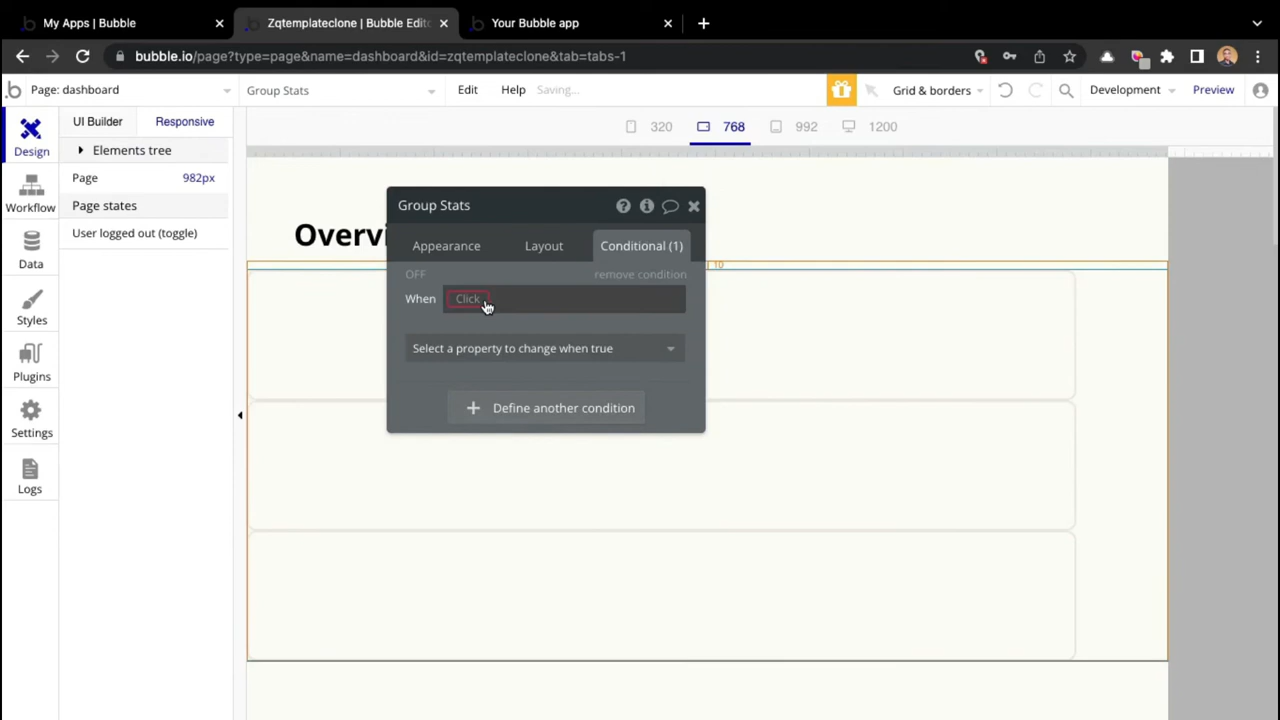 My Apps | Bubble
Zqtemplateclone | Bubble Edito
Your Bubble app
bubble.io/page?type=page&name=dashboard&id=zqtemplateclone&tab=tabs-1
Page: dashboard
Group Stats
Edit
Help
Saving...
Grid & borders
Development
Preview
Design
Workflow
Data
Styles
Plugins
Settings
Logs
UI Builder
Responsive
Elements tree
Page
982px
Page states
User logged out (toggle)
320
768
992
1200
Overvi
10
Group Stats
Appearance
Layout
Conditional (1)
OFF
remove condition
When
Click
Select a property to change when true
Define another condition